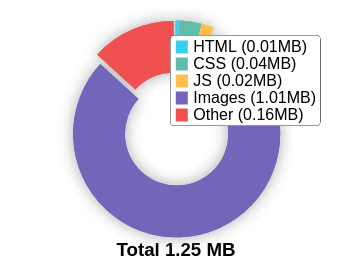 HTML (0.01MB)
CSS (0.04MB)
JS (0.02MB)
Images (1.01MB)
Other (0.16MB)
Total 1.25 MB